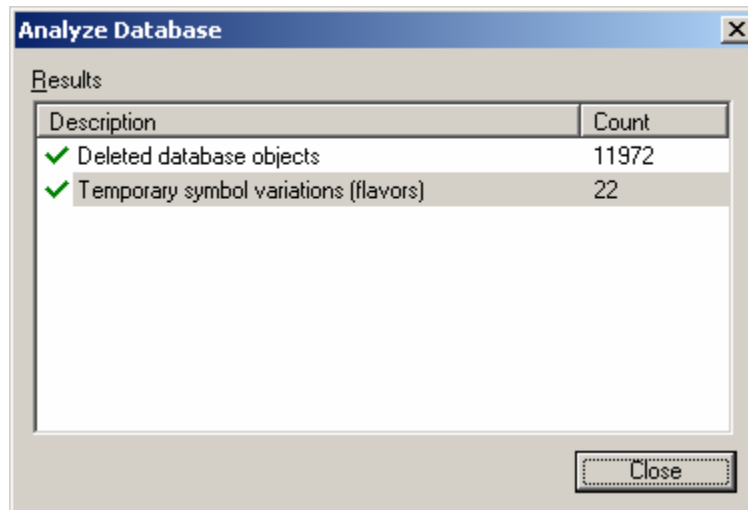 Analyze Database
Results
Description Count
Deleted database objects 11972
Temporary symbol variations (flavors) 22
Close